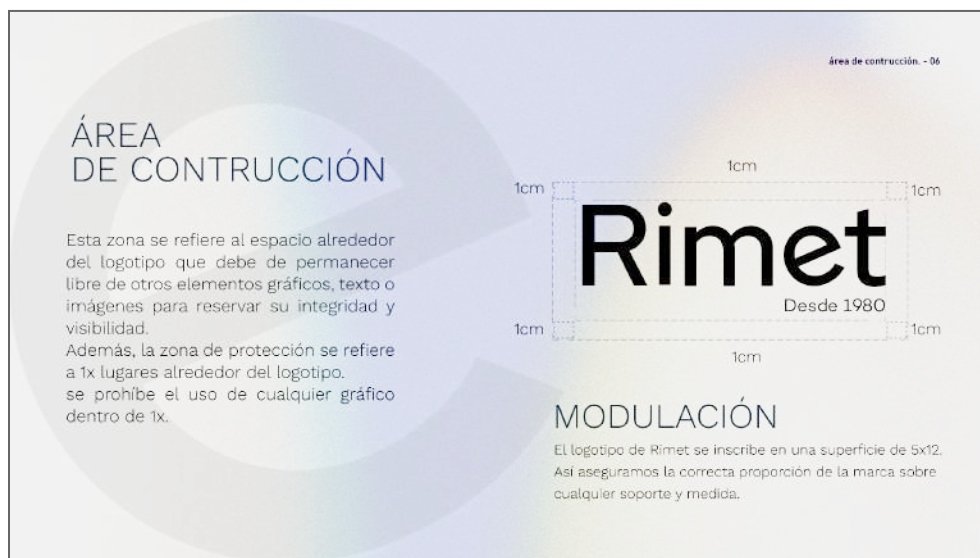 área de contrucción. - 06
ÁREA
DE CONTRUCCIÓN
Esta zona se refiere al espacio alrededor
del logotipo que debe de permanecer
libre de otros elementos gráficos, texto o
imágenes para reservar su integridad y
visibilidad.
Además, la zona de protección se refiere
a 1x lugares alrededor del logotipo.
se prohíbe el uso de cualquier gráfico
dentro de 1x.
1cm
1cm
1cm
Rimet
Desde 1980
1cm
1cm
1cm
MODULACIÓN
El logotipo de Rimet se inscribe en una superficie de 5x12.
Así aseguramos la correcta proporción de la marca sobre
cualquier soporte y medida.